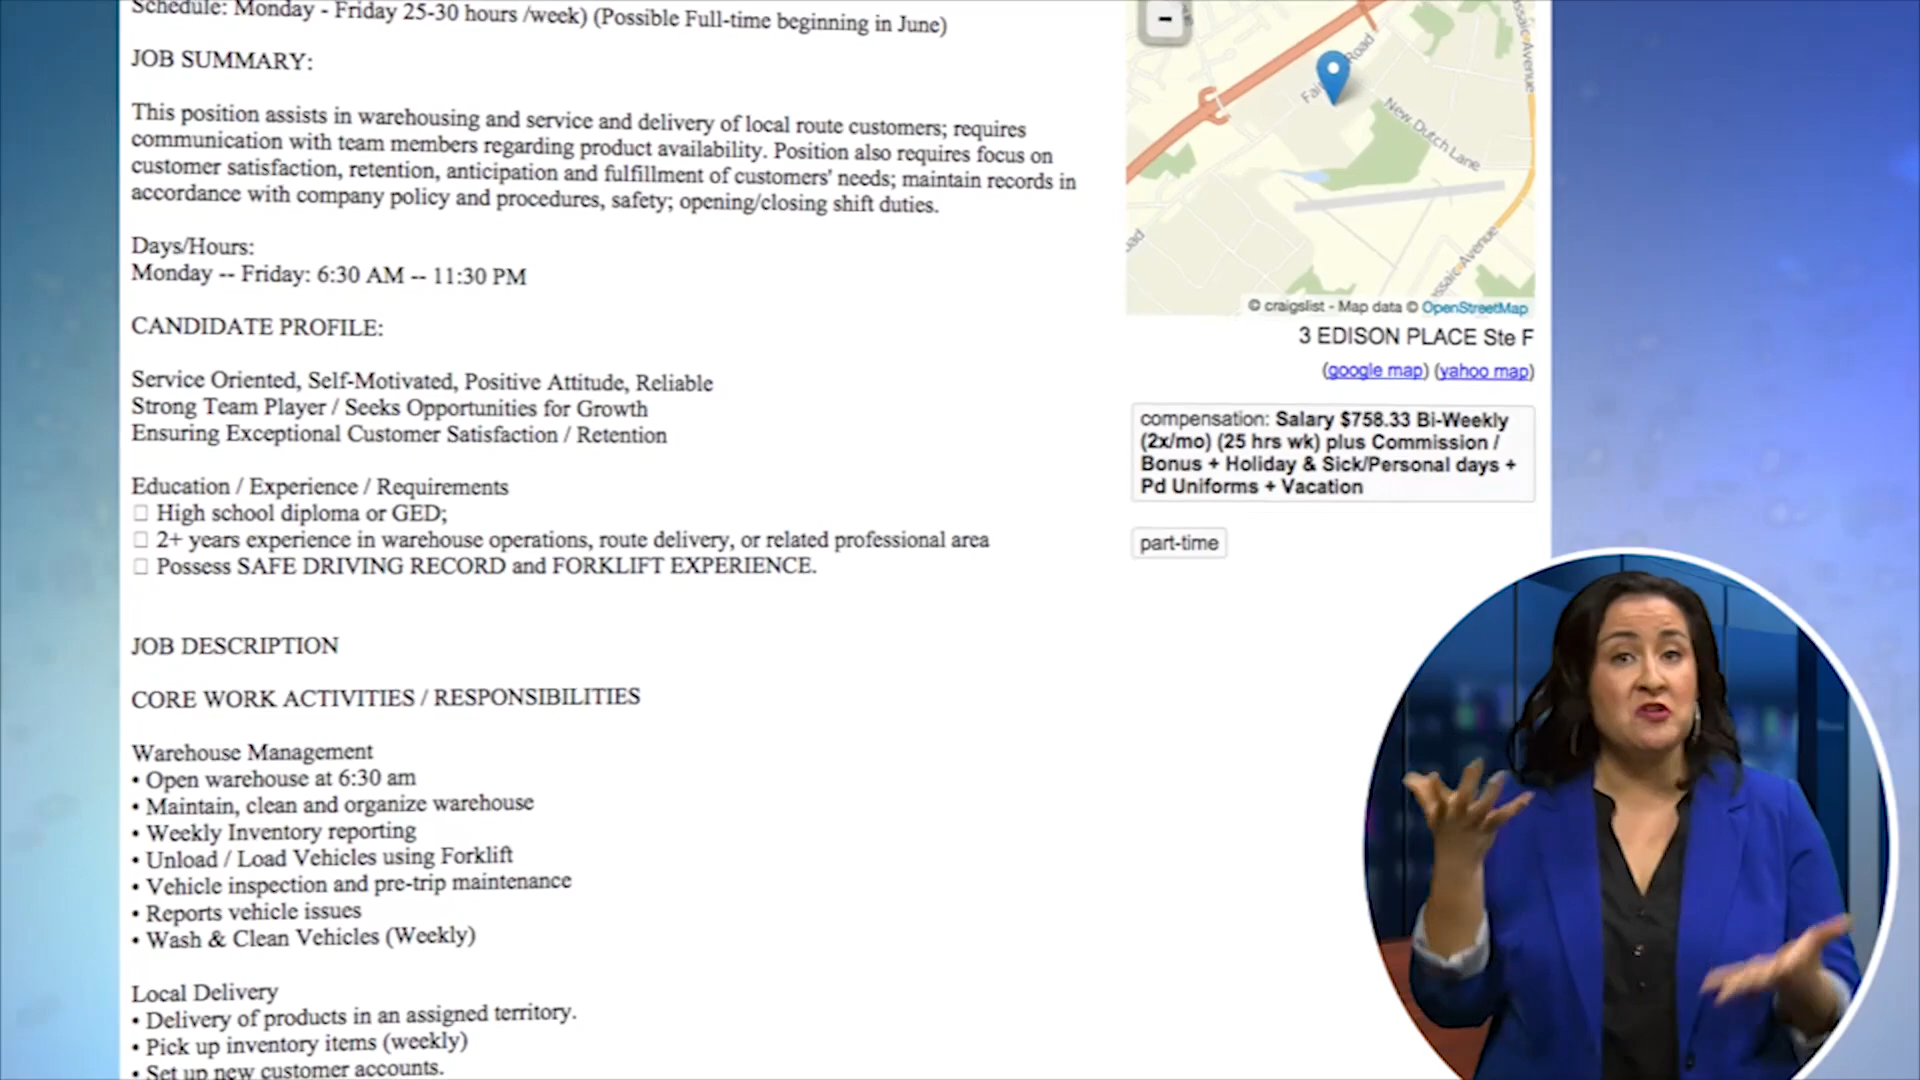 Schedule: Monday - Friday 25-30 hours /week) (Possible Full-time beginning in June)
JOB SUMMARY:
This position assists in warehousing and service and delivery of local route customers; requires
communication with team members regarding product availability. Position also requires focus on
customer satisfaction, retention, anticipation and fulfillment of customers' needs; maintain records in
accordance with company policy and procedures, safety; opening/closing shift duties.
Days/Hours:
Monday -- Friday: 6:30 AM -- 11:30 PM
CANDIDATE PROFILE:
Service Oriented, Self-Motivated, Positive Attitude, Reliable
Strong Team Player / Seeks Opportunities for Growth
Ensuring Exceptional Customer Satisfaction / Retention
Education / Experience / Requirements
□ High school diploma or GED;
□ 2+ years experience in warehouse operations, route delivery, or related professional area
□ Possess SAFE DRIVING RECORD and FORKLIFT EXPERIENCE.
JOB DESCRIPTION
CORE WORK ACTIVITIES / RESPONSIBILITIES
Warehouse Management
• Open warehouse at 6:30 am
• Maintain, clean and organize warehouse
• Weekly Inventory reporting
• Unload / Load Vehicles using Forklift
• Vehicle inspection and pre-trip maintenance
• Reports vehicle issues
• Wash & Clean Vehicles (Weekly)
Local Delivery
• Delivery of products in an assigned territory.
• Pick up inventory items (weekly)
• Set up new customer accounts.
-
Road
New Dutch Lane
Avenue
© craigslist - Map data © OpenStreetMap
3 EDISON PLACE Ste F
(google map) (yahoo map)
compensation: Salary $758.33 Bi-Weekly
(2x/mo) (25 hrs wk) plus Commission /
Bonus + Holiday & Sick/Personal days +
Pd Uniforms + Vacation
part-time